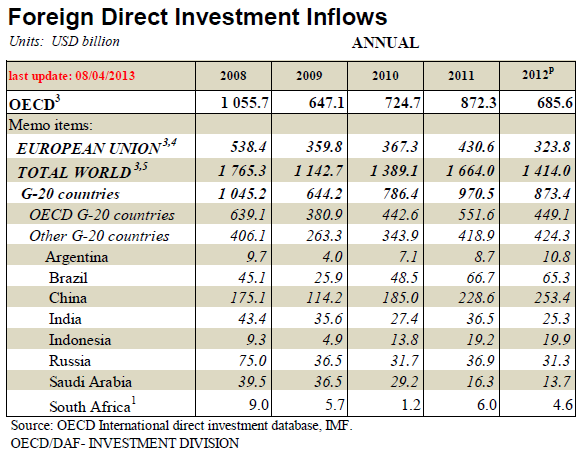 Foreign Direct Investment Inflows
Units: USD billion ANNUAL
last update: 08/04/2013 2008 2009 2010 2011 2012p
OECD3 1 055.7 647.1 724.7 872.3 685.6
Memo items:
EUROPEAN UNION3,4 538.4 359.8 367.3 430.6 323.8
TOTAL WORLD3,5 1 765.3 1 142.7 1 389.1 1 664.0 1 414.0
G-20 countries 1 045.2 644.2 786.4 970.5 873.4
OECD G-20 countries 639.1 380.9 442.6 551.6 449.1
Other G-20 countries 406.1 263.3 343.9 418.9 424.3
Argentina 9.7 4.0 7.1 8.7 10.8
Brazil 45.1 25.9 48.5 66.7 65.3
China 175.1 114.2 185.0 228.6 253.4
India 43.4 35.6 27.4 36.5 25.3
Indonesia 9.3 4.9 13.8 19.2 19.9
Russia 75.0 36.5 31.7 36.9 31.3
Saudi Arabia 39.5 36.5 29.2 16.3 13.7
South Africa1 9.0 5.7 1.2 6.0 4.6
Source: OECD International direct investment database, IMF.
OECD/DAF- INVESTMENT DIVISION